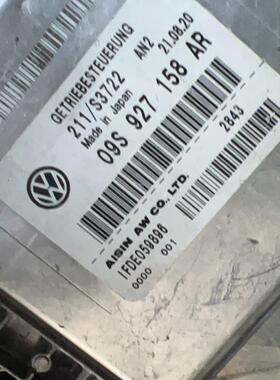 GETRIEBESTEUERUNG
211/S3722 AN2 21.08.20
Made in Japan
09S 927 158 AR
2843
AISIN AW CO., LTD.
IFDE059896
0000 001